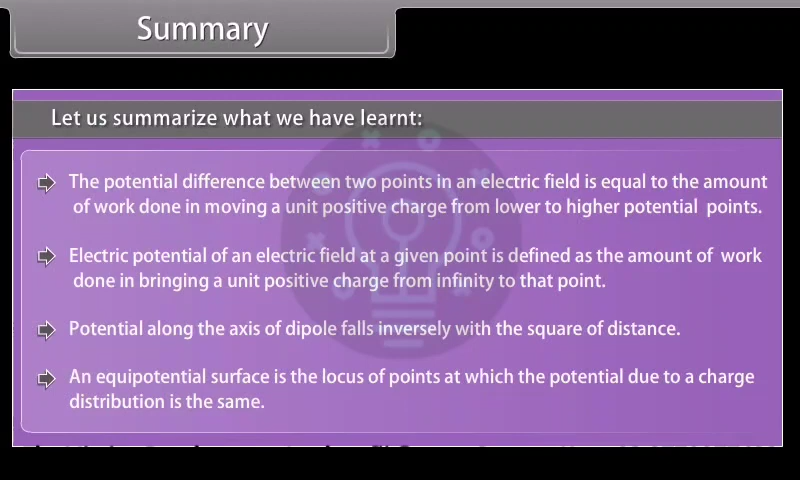 Summary
Let us summarize what we have learnt:
The potential difference between two points in an electric field is equal to the amount
of work done in moving a unit positive charge from lower to higher potential points.
Electric potential of an electric field at a given point is defined as the amount of work
done in bringing a unit positive charge from infinity to that point.
Potential along the axis of dipole falls inversely with the square of distance.
An equipotential surface is the locus of points at which the potential due to a charge
distribution is the same.